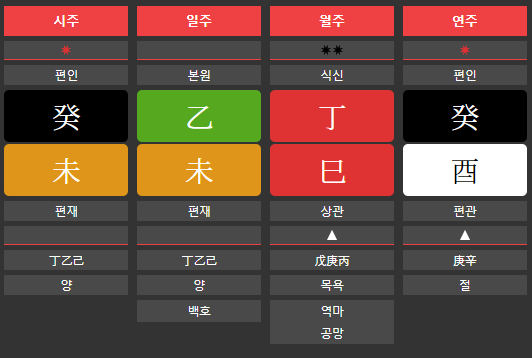 시주 일주 월주 연주
편인 본원 식신 편인
癸 乙 丁 癸
未 未 巳 酉
편재 편재 상관 편관
丁乙己 丁乙己 戊庚丙 庚辛
양 양 목욕 절
백호 역마
공망